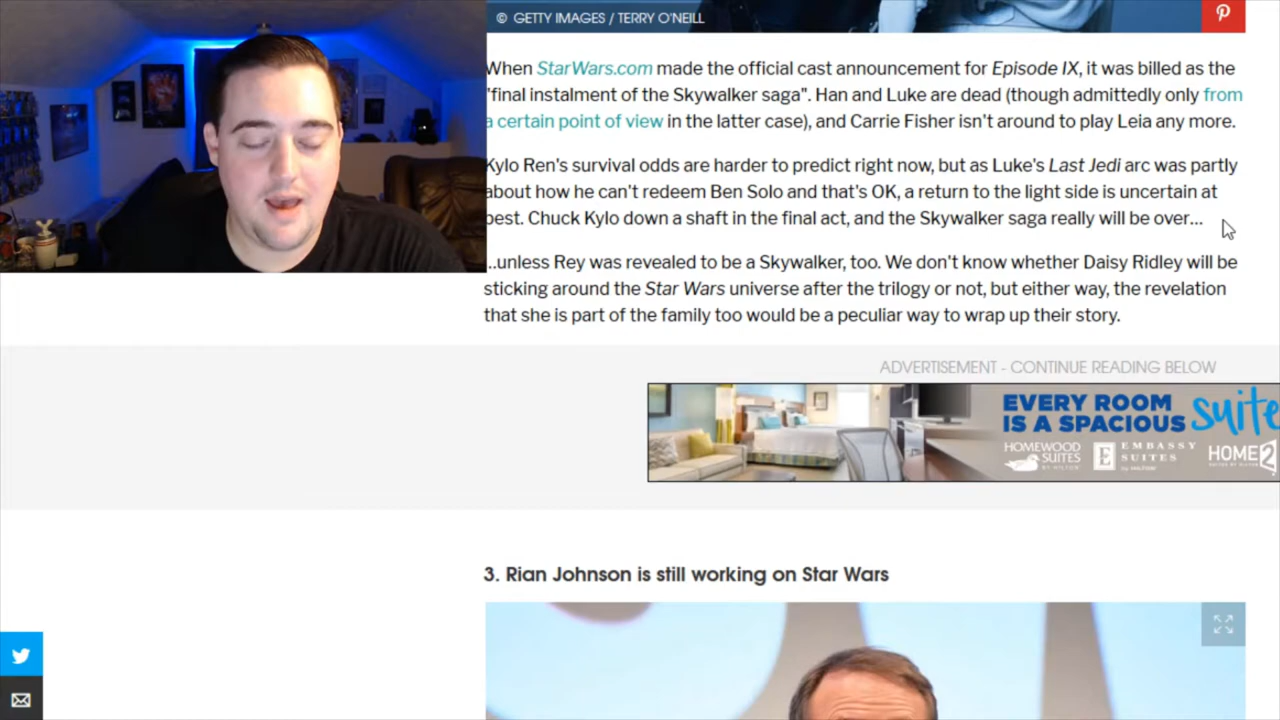 © GETTY IMAGES / TERRY O'NEILL
When StarWars.com made the official cast announcement for Episode IX, it was billed as the
"final instalment of the Skywalker saga". Han and Luke are dead (though admittedly only from
a certain point of view in the latter case), and Carrie Fisher isn't around to play Leia any more.
Kylo Ren's survival odds are harder to predict right now, but as Luke's Last Jedi arc was partly
about how he can't redeem Ben Solo and that's OK, a return to the light side is uncertain at
best. Chuck Kylo down a shaft in the final act, and the Skywalker saga really will be over...
...unless Rey was revealed to be a Skywalker, too. We don't know whether Daisy Ridley will be
sticking around the Star Wars universe after the trilogy or not, but either way, the revelation
that she is part of the family too would be a peculiar way to wrap up their story.
ADVERTISEMENT - CONTINUE READING BELOW
EVERY ROOM
IS A SPACIOUS suite
HOMEWOOD
SUITES
BY HILTON
E EMBASSY
SUITES
by HILTON
HOME2
3. Rian Johnson is still working on Star Wars